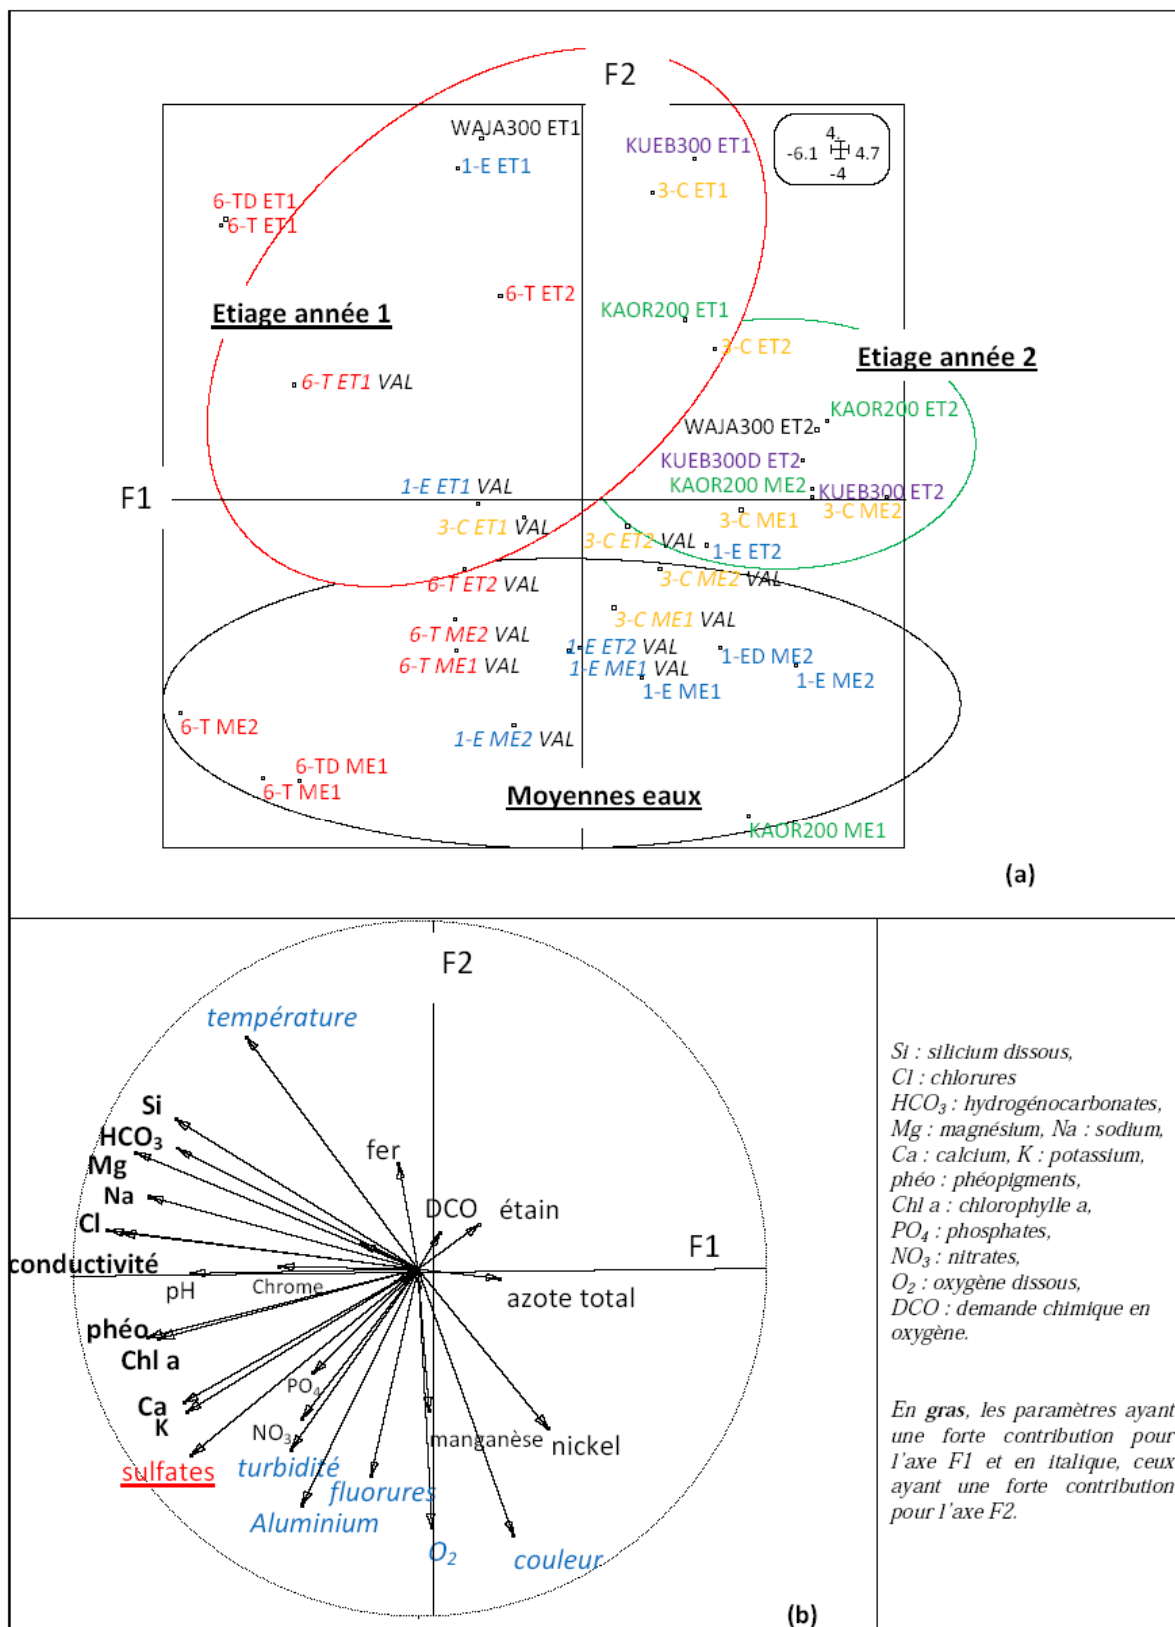 F2
WAJA300 ET1
KUEB300 ET1
4.
-6.1
4.7
-4
1-E ET1
3-C ET1
6-TD ET1
6-T ET1
6-T ET2
KAOR200 ET1
Etiage année 1
3-C ET2
Etiage année 2
6-T ET1 VAL
KAOR200 ET2
WAJA300 ET2
KUEB300D ET2
1-E ET1 VAL
KAOR200 ME2
KUEB300 ET2
F1
3-C ET1 VAL
3-C ME1
3-C ME2
3-C ET2 VAL
1-E ET2
6-T ET2 VAL
3-C ME2 VAL
3-C ME1 VAL
6-T ME2 VAL
1-E ET2 VAL
1-ED ME2
6-T ME1 VAL
1-E ME1 VAL
1-E ME2
1-E ME1
6-T ME2
1-E ME2 VAL
6-TD ME1
6-T ME1
Moyennes eaux
KAOR200 ME1
(a)
F2
température
Si
HCO₃
fer
Mg
Na
DCO
étain
Cl
F1
conductivité
pH
Chrome
azote total
phéo
Chl a
PO₄
Ca
K
NO₃
manganèse
nickel
sulfates
turbidité
fluorures
Aluminium
O₂
couleur
(b)
Si : silicium dissous,
Cl : chlorures
HCO₃ : hydrogénocarbonates,
Mg : magnésium, Na : sodium,
Ca : calcium, K : potassium,
phéo : phéopigments,
Chl a : chlorophylle a,
PO₄ : phosphates,
NO₃ : nitrates,
O₂ : oxygène dissous,
DCO : demande chimique en
oxygène.
En gras, les paramètres ayant
une forte contribution pour
l'axe F1 et en italique, ceux
ayant une forte contribution
pour l'axe F2.